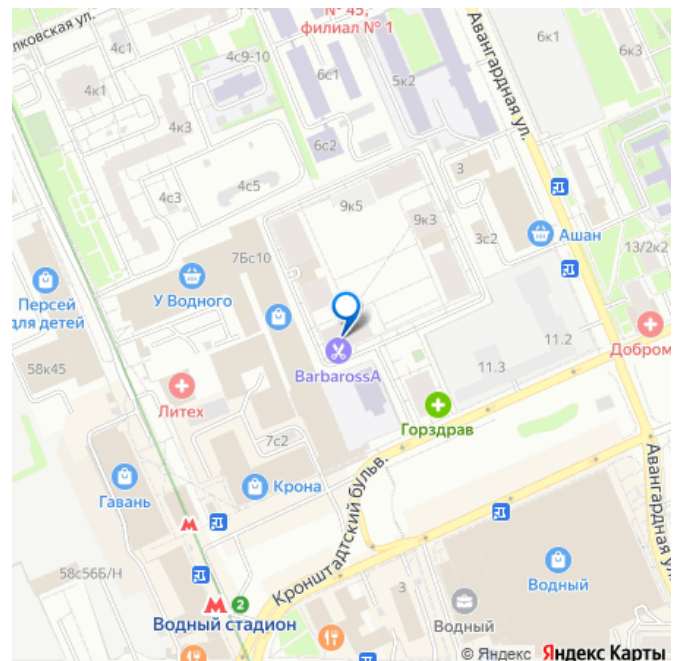 № 45,
филиал № 1
лковская ул.
4с1
4с9-10
6с1
5к2
Авангардная ул.
6к1
6к3
4к1
4к3
6с2
4с3
4с5
3
9к5
9к3
3с2
Ашан
13/2к2
7Бс10
У Водного
Персей
для детей
58к45
BarbarossA
11.2
11.3
Добром
Литех
Горздрав
7с2
Крона
Гавань
Кронштадтский бульв.
Авангардная ул.
58с56Б/Н
2
Водный стадион
3
Водный
Водный
© Яндекс Яндекс Карты